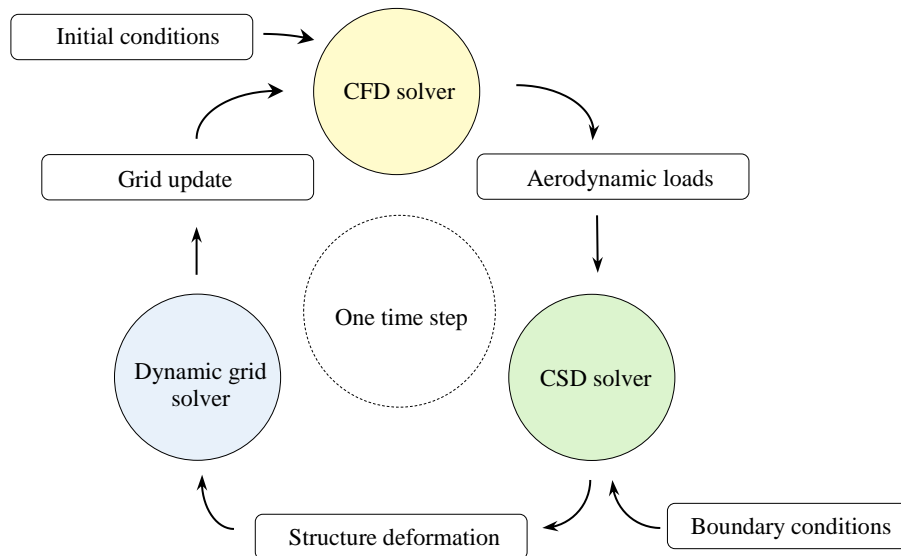 Initial conditions
CFD solver
Grid update
Aerodynamic loads
One time step
Dynamic grid
solver
CSD solver
Structure deformation
Boundary conditions